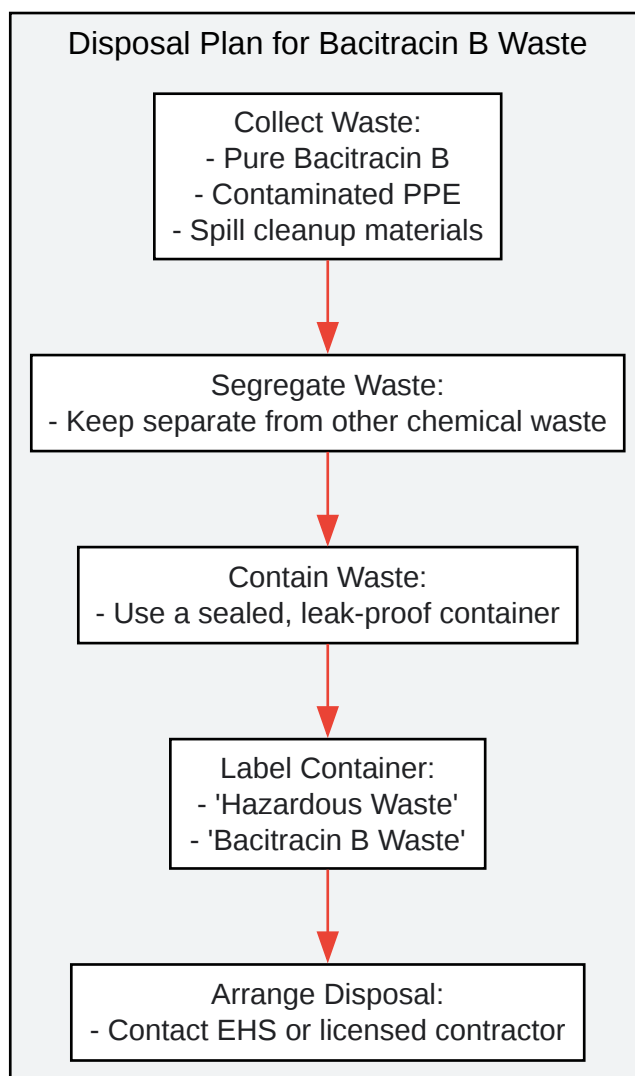 Disposal Plan for Bacitracin B Waste
Collect Waste:
- Pure Bacitracin B
- Contaminated PPE
- Spill cleanup materials
Segregate Waste:
- Keep separate from other chemical waste
Contain Waste:
- Use a sealed, leak-proof container
Label Container:
- 'Hazardous Waste'
- 'Bacitracin B Waste'
Arrange Disposal:
- Contact EHS or licensed contractor